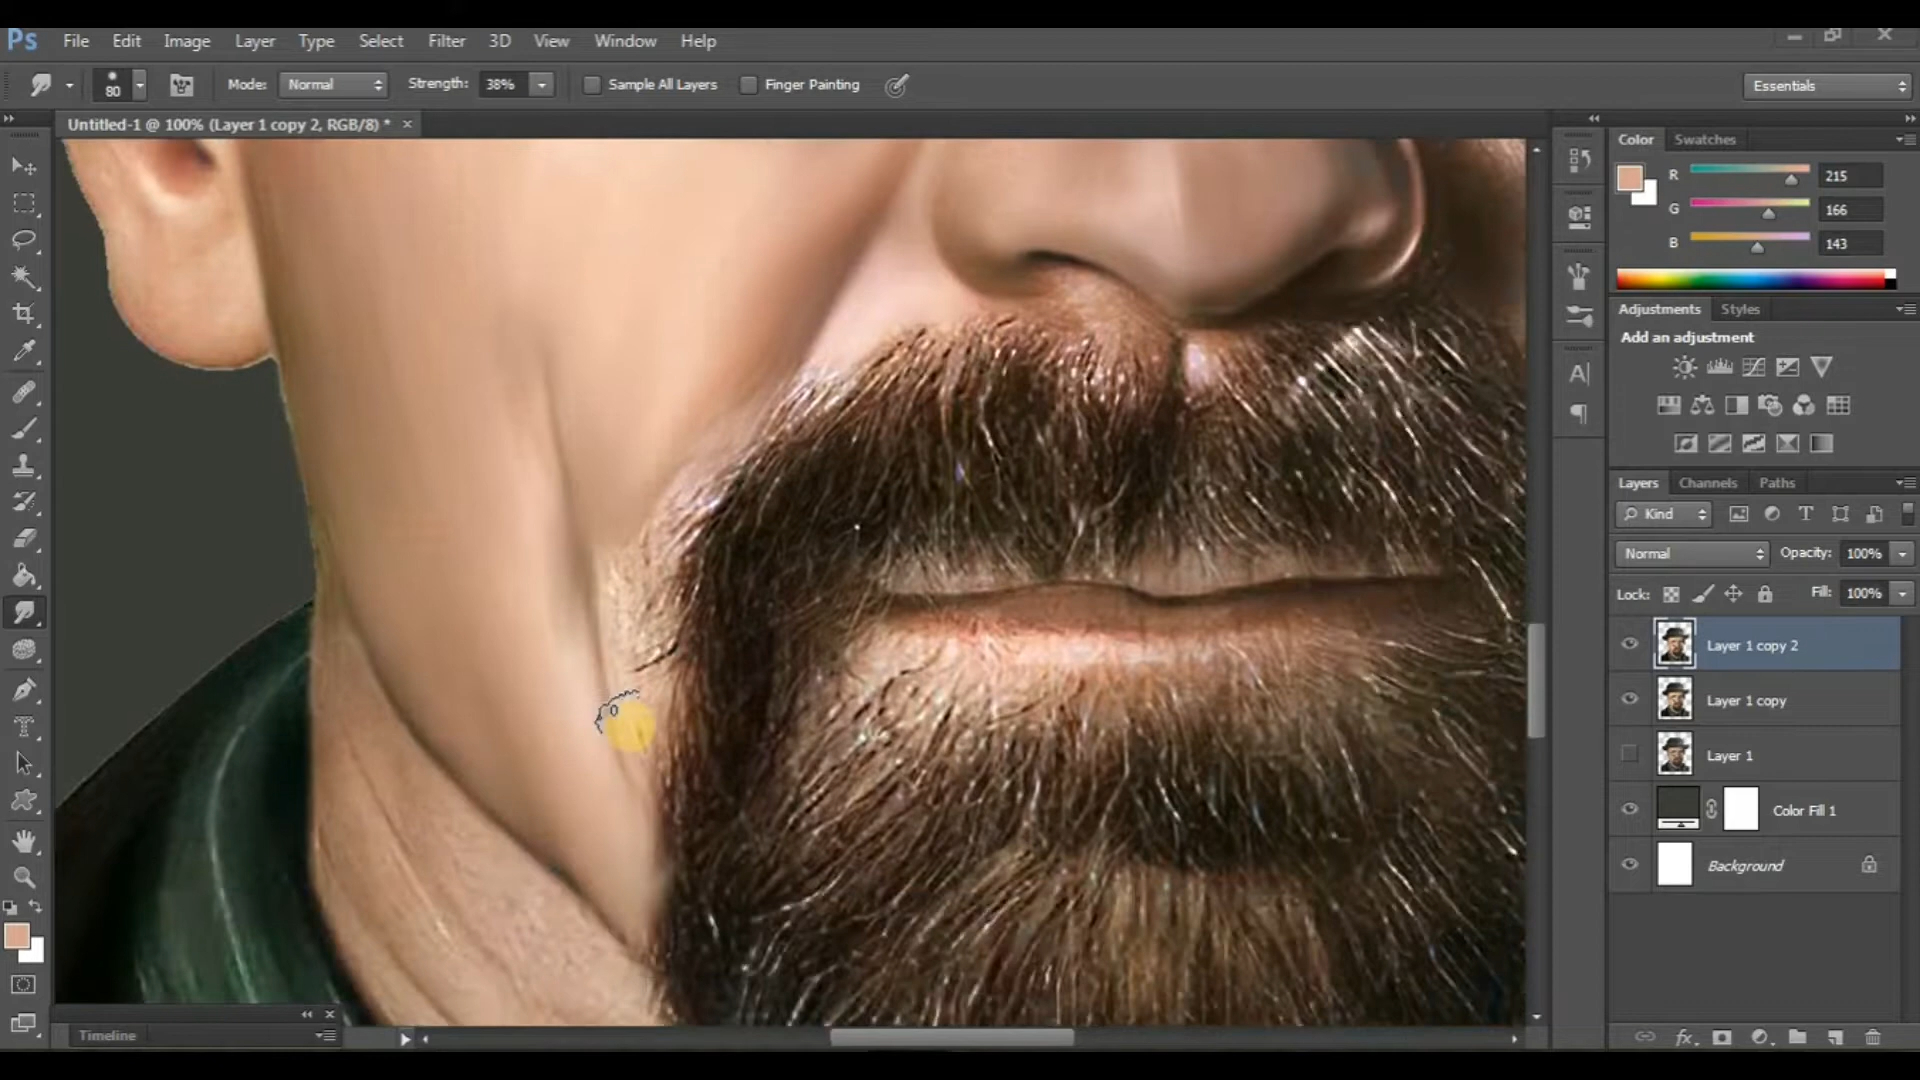 Ps File Edit Image Layer Type Select Filter 3D View Window Help
80 Mode: Normal Strength: 38% Sample All Layers Finger Painting Essentials
Untitled-1 @ 100% (Layer 1 copy 2, RGB/8) * ×
Color Swatches
R 215
G 166
B 143
Adjustments Styles
Add an adjustment
Layers Channels Paths
Kind
Normal Opacity: 100%
Lock: Fill: 100%
Layer 1 copy 2
Layer 1 copy
Layer 1
Color Fill 1
Background
Timeline